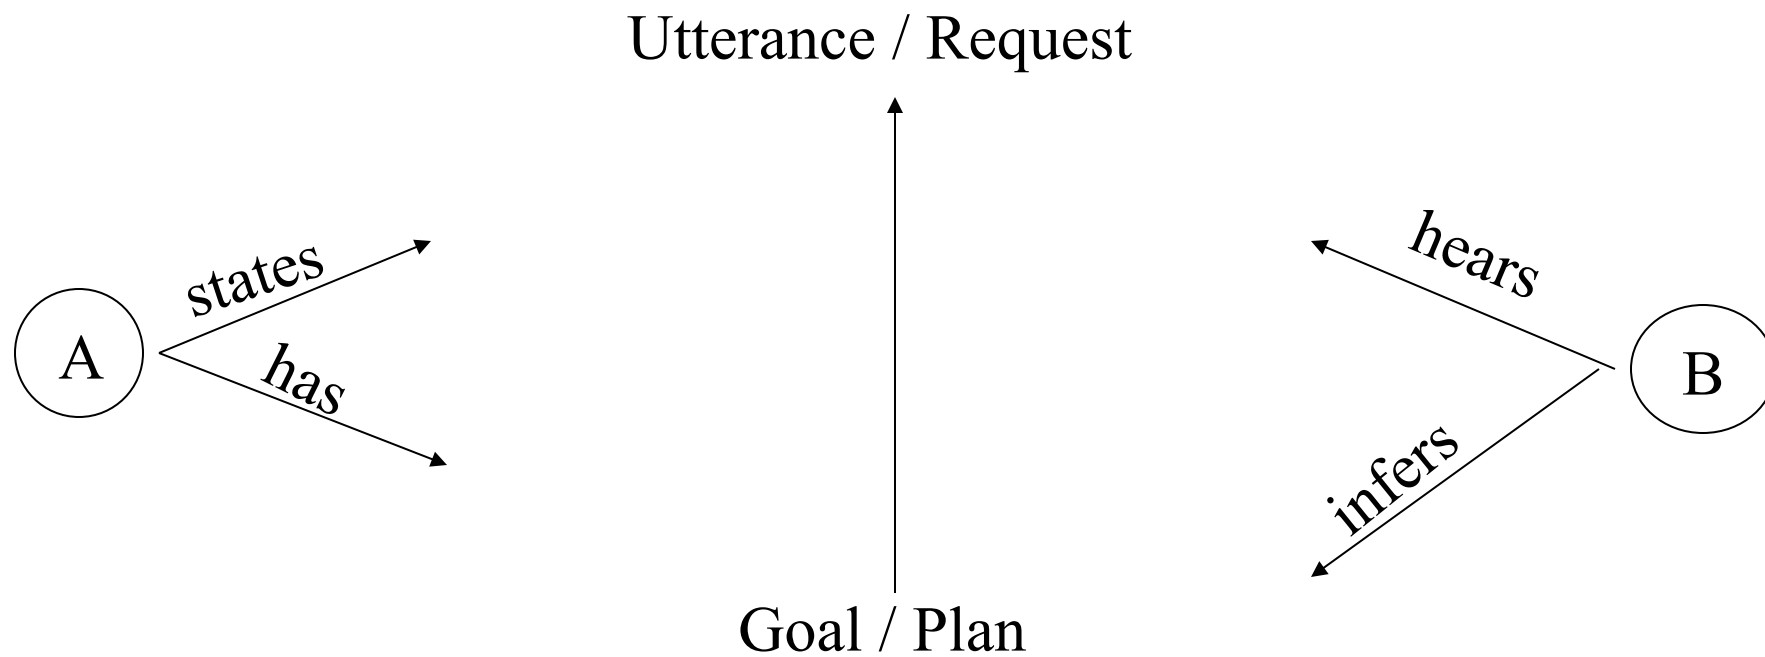 Utterance / Request
states
hears
A
has
B
infers
Goal / Plan